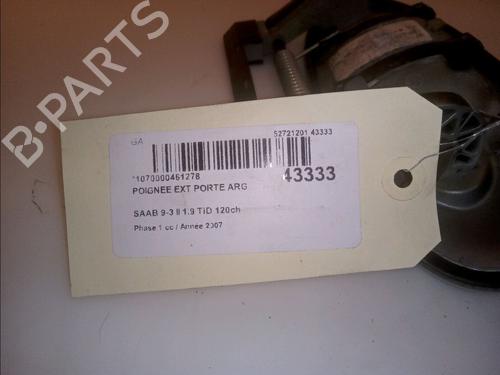 B-PARTS
GA
52721201 43333
*1070000461278
43333
POIGNEE EXT PORTE ARG
SAAB 9-3 II 1.9 TiD 120ch
Phase 1 cc / Année 2007